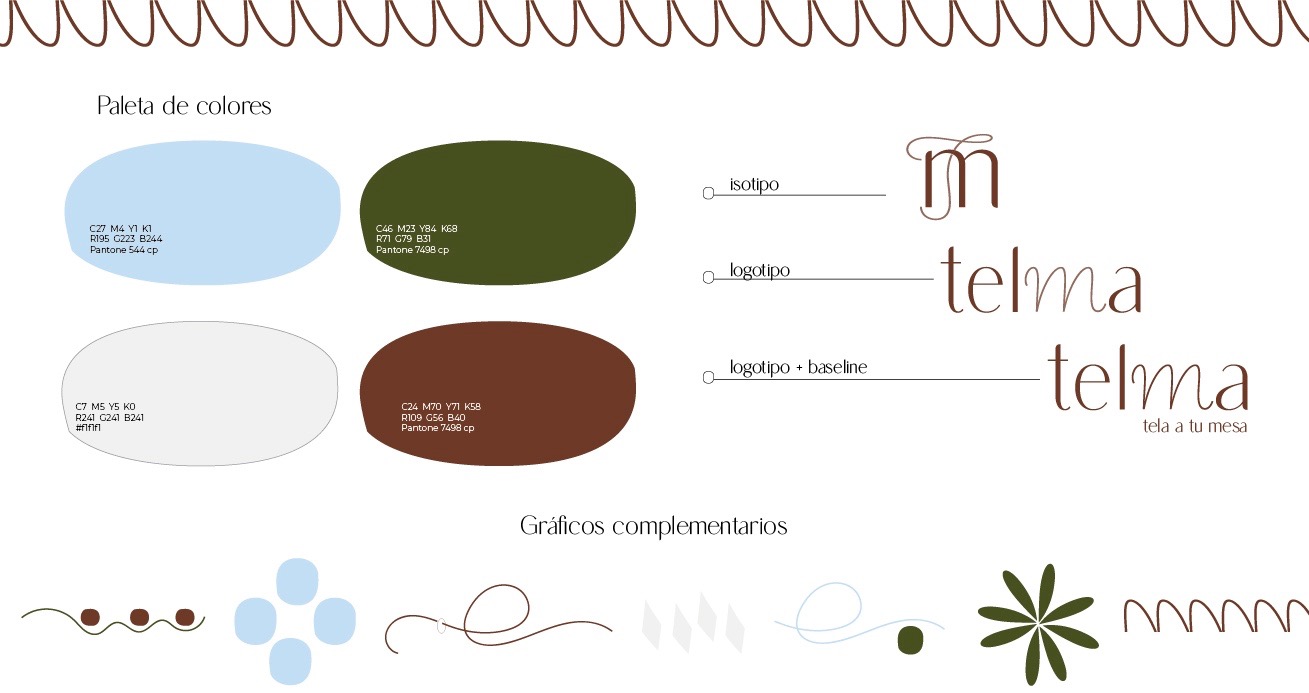 Paleta de colores
C27 M4 Y1 K1
R195 G223 B244
Pantone 544 cp
C46 M23 Y84 K68
R71 G79 B31
Pantone 7498 cp
C7 M5 Y5 K0
R241 G241 B241
#f1f1f1
C24 M70 Y71 K58
R109 G56 B40
Pantone 7498 cp
isotipo
m
logotipo
telma
logotipo + baseline
telma
tela a tu mesa
Gráficos complementarios